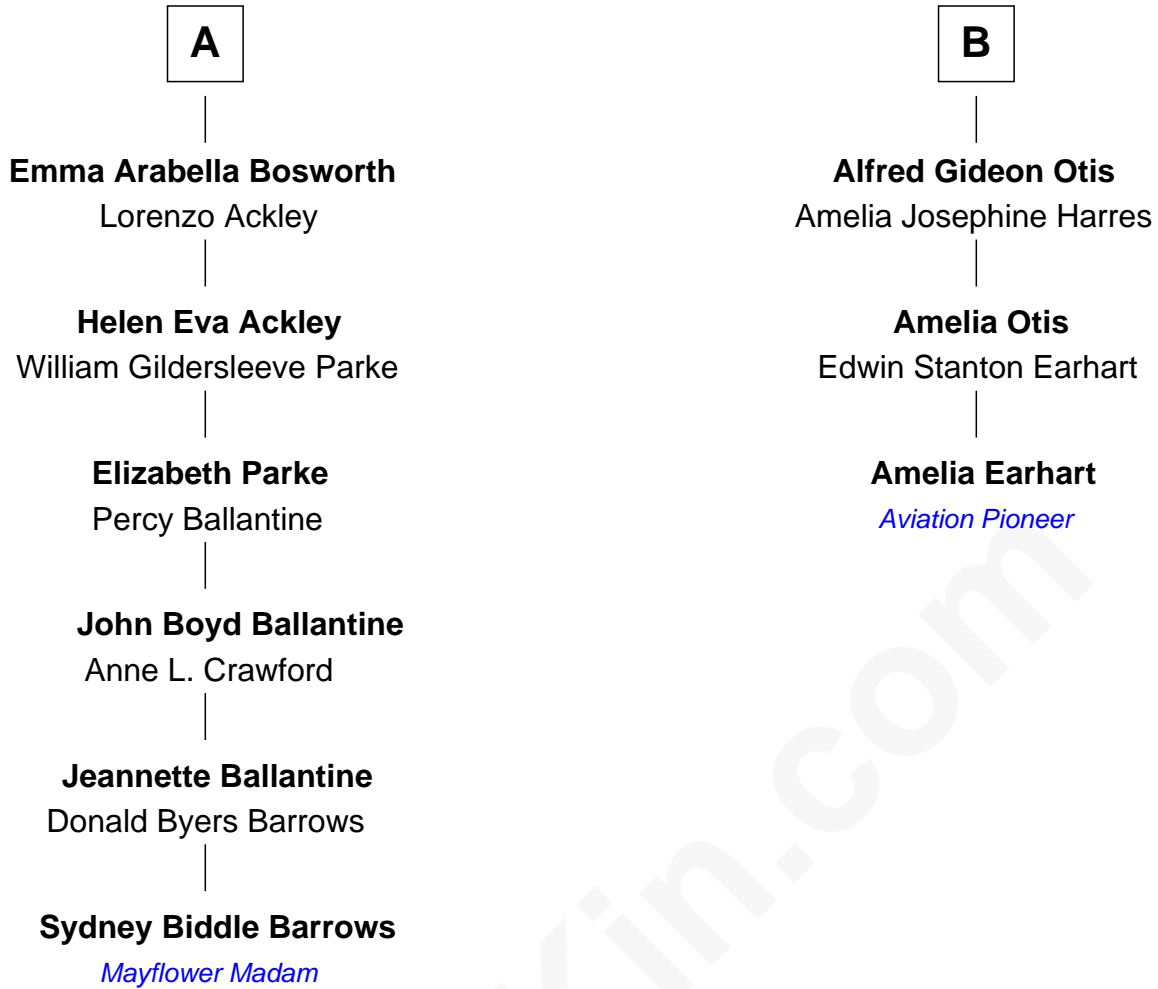 A
Emma Arabella Bosworth
Lorenzo Ackley
Helen Eva Ackley
William Gildersleeve Parke
Elizabeth Parke
Percy Ballantine
John Boyd Ballantine
Anne L. Crawford
Jeannette Ballantine
Donald Byers Barrows
Sydney Biddle Barrows
Mayflower Madam
B
Alfred Gideon Otis
Amelia Josephine Harres
Amelia Otis
Edwin Stanton Earhart
Amelia Earhart
Aviation Pioneer
Kin.com